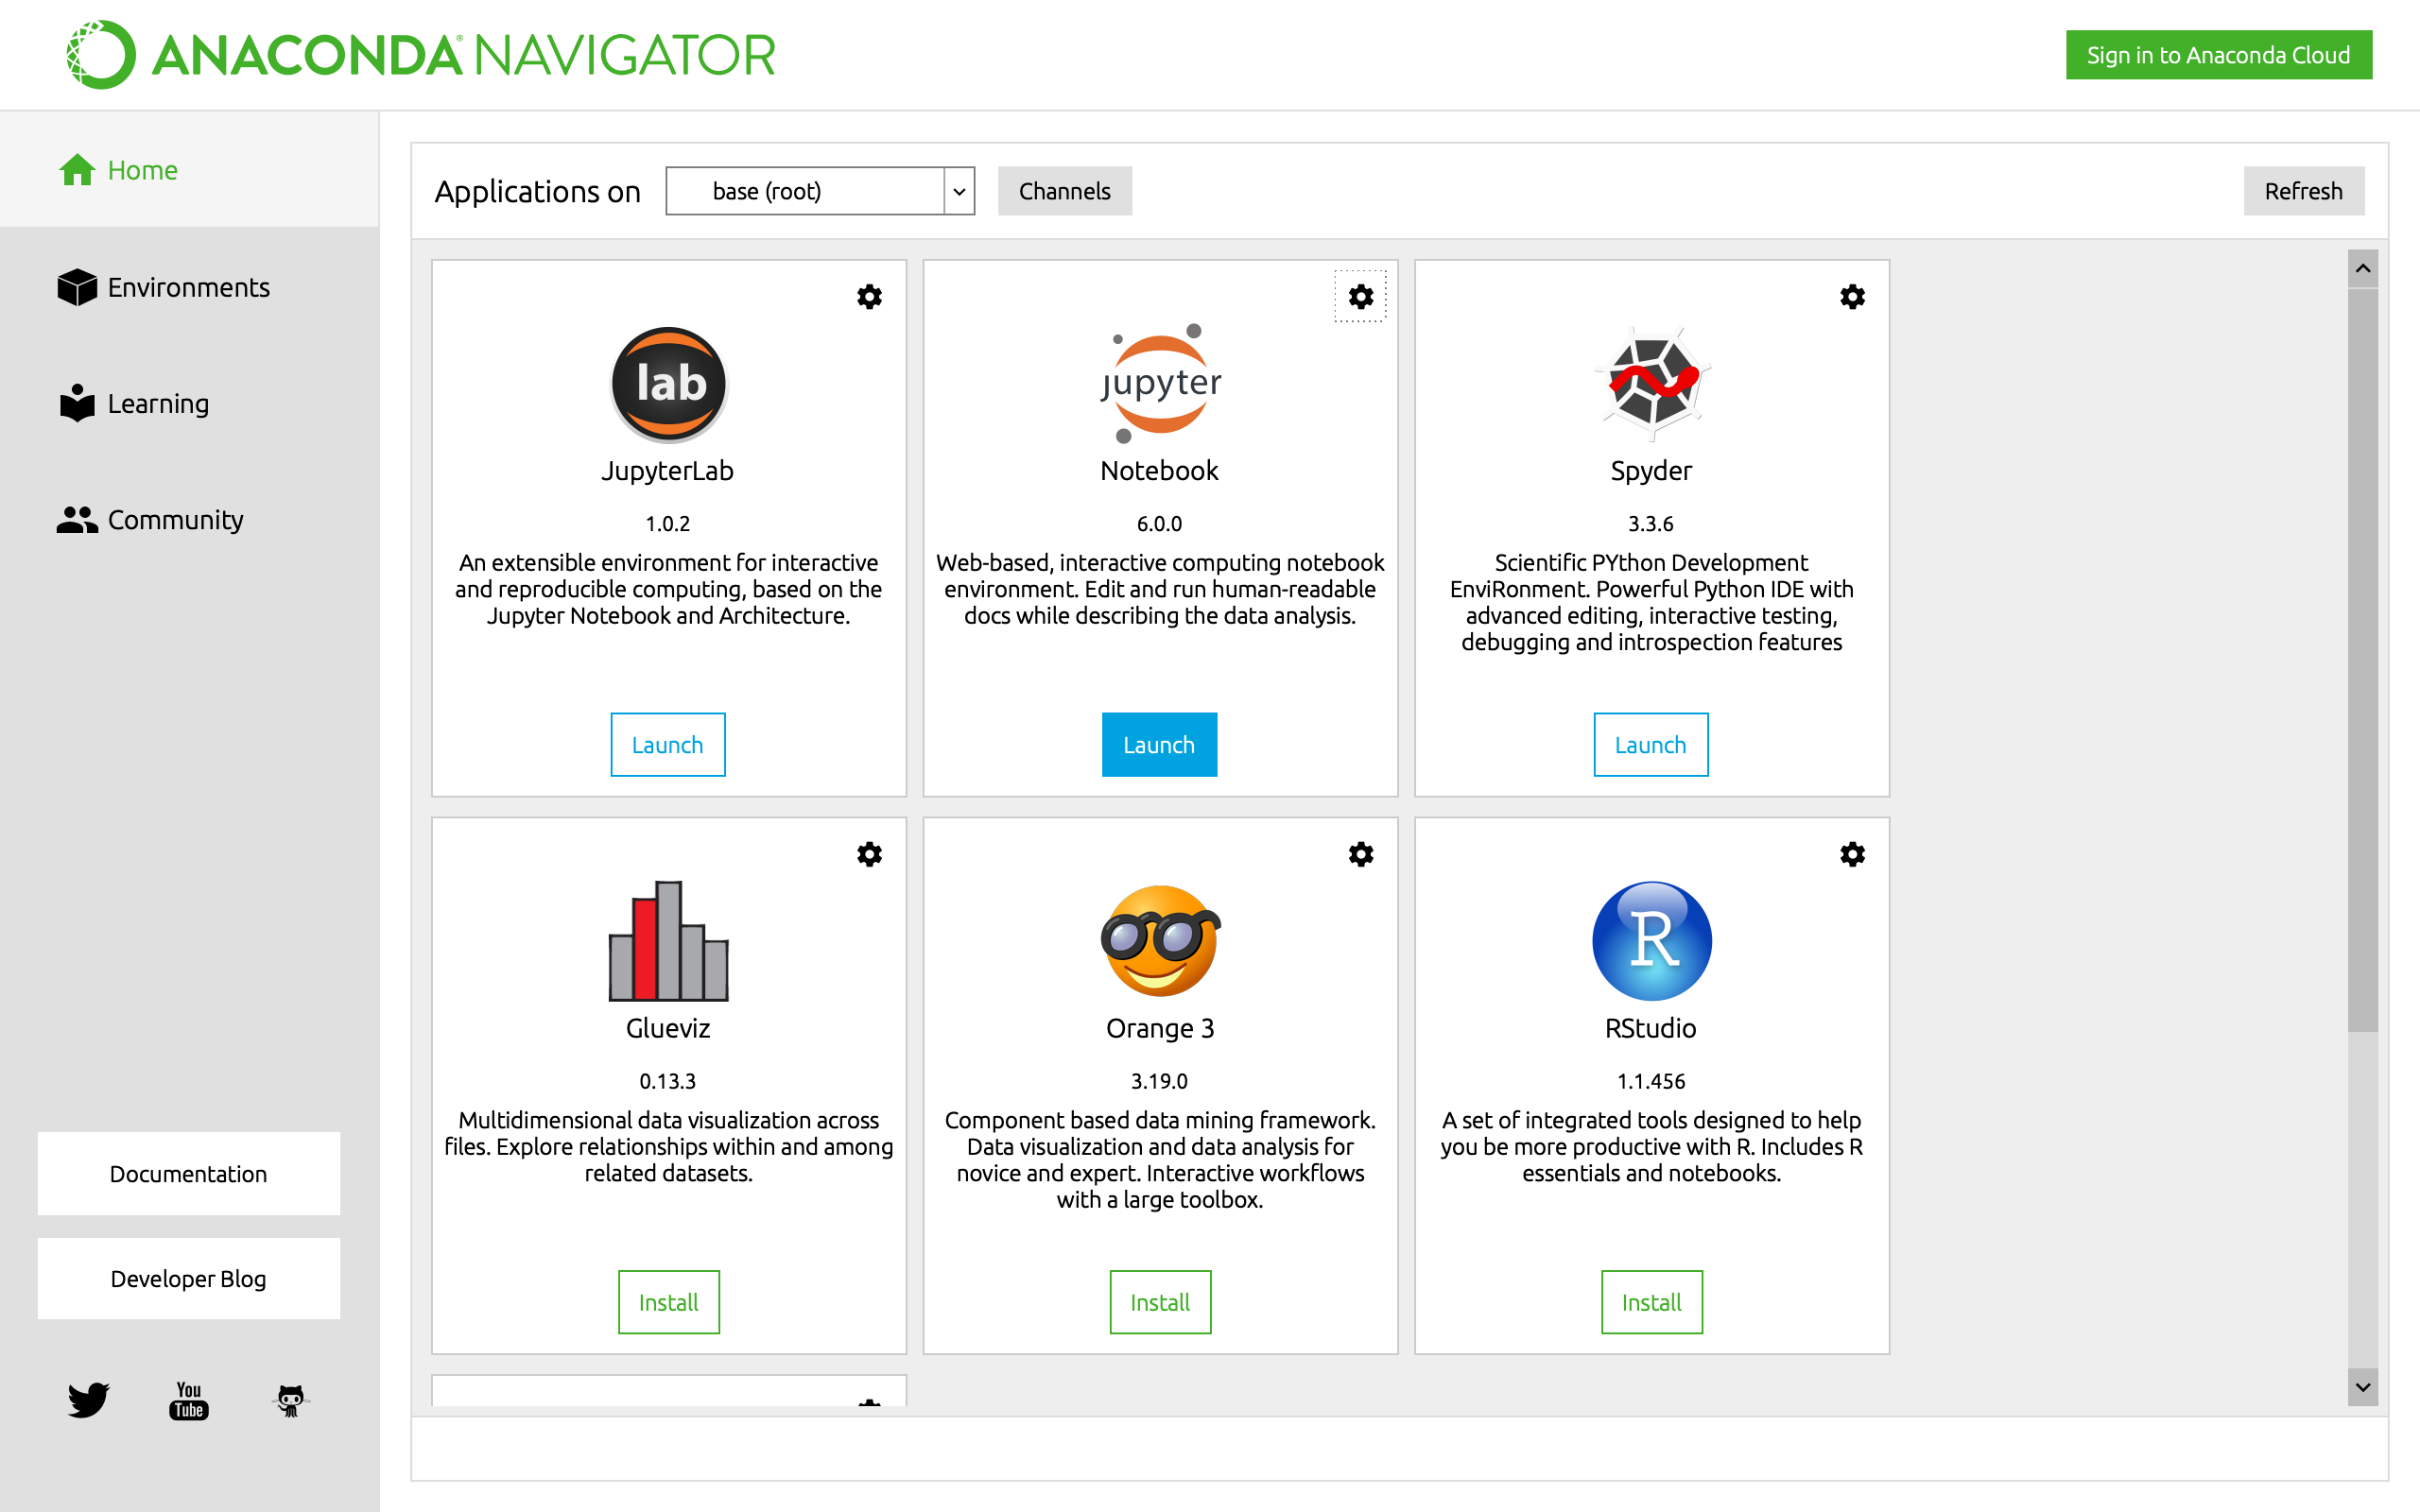 ANACONDA® NAVIGATOR
Sign in to Anaconda Cloud
Home
Environments
Learning
Community
Documentation
Developer Blog
You
Tube
Applications on
base (root)
Channels
Refresh
lab
JupyterLab
1.0.2
An extensible environment for interactive
and reproducible computing, based on the
Jupyter Notebook and Architecture.
Launch
jupyter
Notebook
6.0.0
Web-based, interactive computing notebook
environment. Edit and run human-readable
docs while describing the data analysis.
Launch
Spyder
3.3.6
Scientific PYthon Development
EnviRonment. Powerful Python IDE with
advanced editing, interactive testing,
debugging and introspection features
Launch
Glueviz
0.13.3
Multidimensional data visualization across
files. Explore relationships within and among
related datasets.
Install
Orange 3
3.19.0
Component based data mining framework.
Data visualization and data analysis for
novice and expert. Interactive workflows
with a large toolbox.
Install
R
RStudio
1.1.456
A set of integrated tools designed to help
you be more productive with R. Includes R
essentials and notebooks.
Install